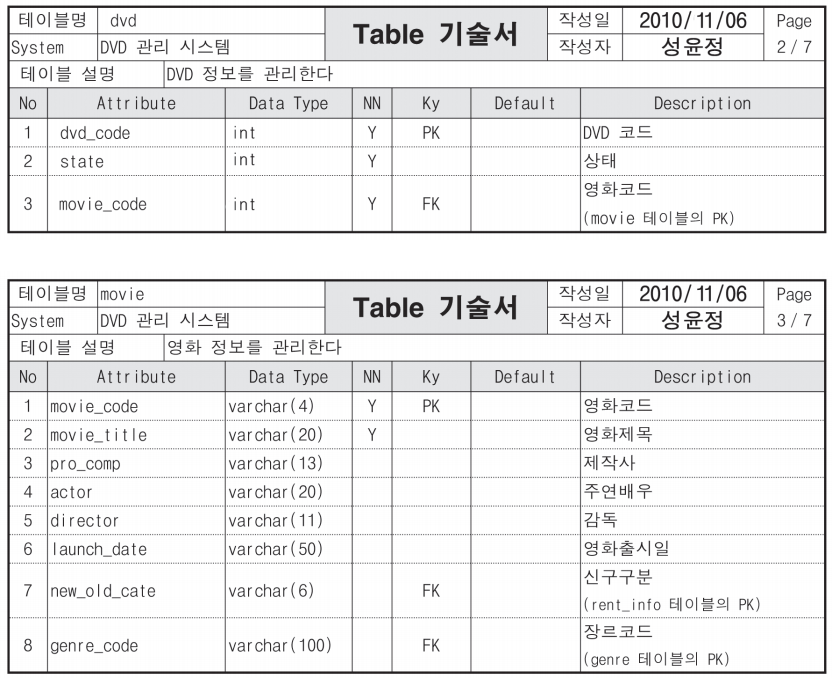 테이블명 dvd Table 기술서 작성일 2010/11/06 Page
System DVD 관리 시스템 작성자 성윤정 2 / 7
테이블 설명 DVD 정보를 관리한다
No Attribute Data Type NN Ky Default Description
1 dvd_code int Y PK DVD 코드
2 state int Y 상태
3 movie_code int Y FK 영화코드
(movie 테이블의 PK)
테이블명 movie Table 기술서 작성일 2010/11/06 Page
System DVD 관리 시스템 작성자 성윤정 3 / 7
테이블 설명 영화 정보를 관리한다
No Attribute Data Type NN Ky Default Description
1 movie_code varchar(4) Y PK 영화코드
2 movie_title varchar(20) Y 영화제목
3 pro_comp varchar(13) 제작사
4 actor varchar(20) 주연배우
5 director varchar(11) 감독
6 launch_date varchar(50) 영화출시일
7 new_old_cate varchar(6) FK 신구구분
(rent_info 테이블의 PK)
8 genre_code varchar(100) FK 장르코드
(genre 테이블의 PK)